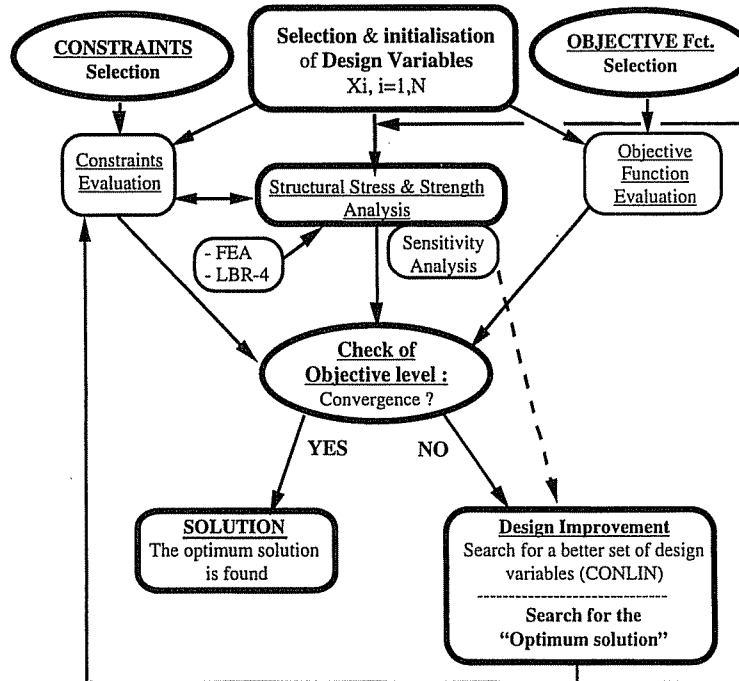 CONSTRAINTS
Selection
Selection & initialisation
of Design Variables
Xi, i=1,N
OBJECTIVE Fct.
Selection
Constraints
Evaluation
Structural Stress & Strength
Analysis
Objective
Function
Evaluation
- FEA
- LBR-4
Sensitivity
Analysis
Check of
Objective level :
Convergence ?
YES
NO
SOLUTION
The optimum solution
is found
Design Improvement
Search for a better set of design
variables (CONLIN)
Search for the
“Optimum solution”